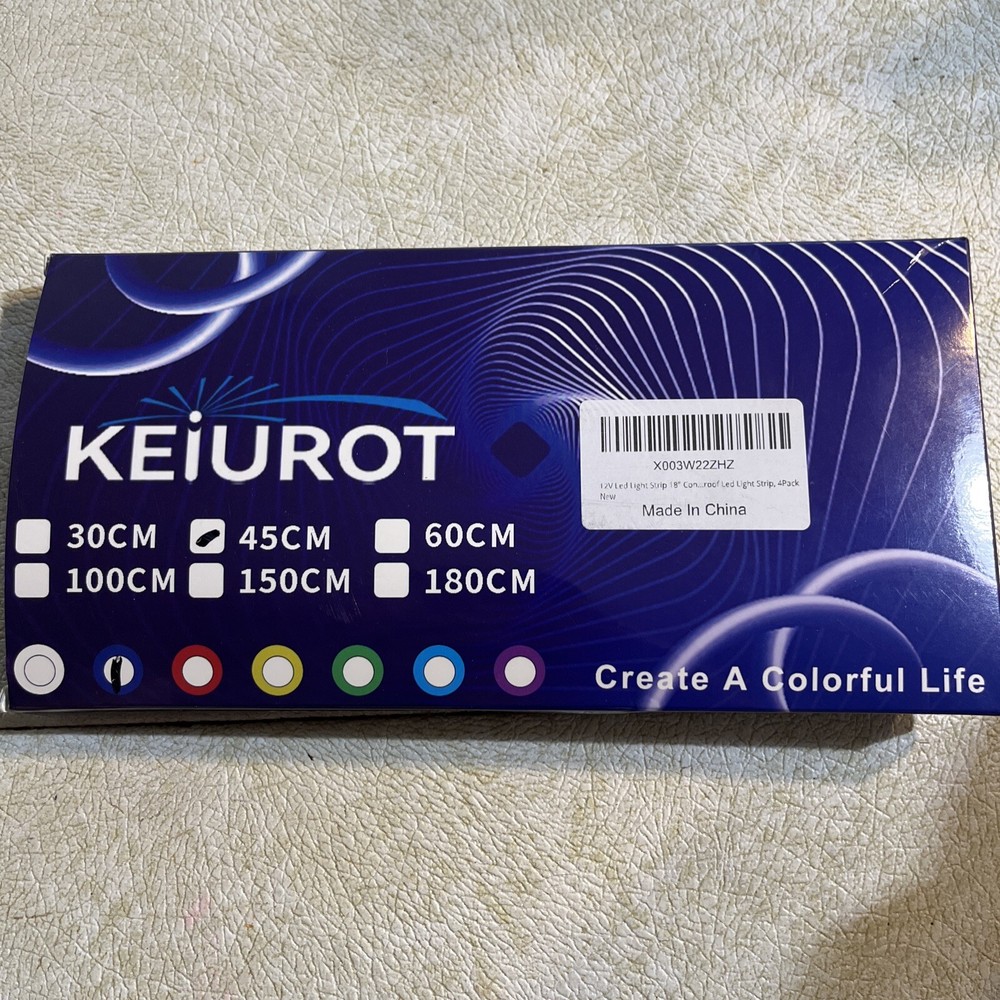 KEiUROT
30CM 45CM 60CM
100CM 150CM 180CM
X003W22ZHZ
12V Led Light Strip 18" Con...roof Led Light Strip, 4Pack
New
Made In China
Create A Colorful Life